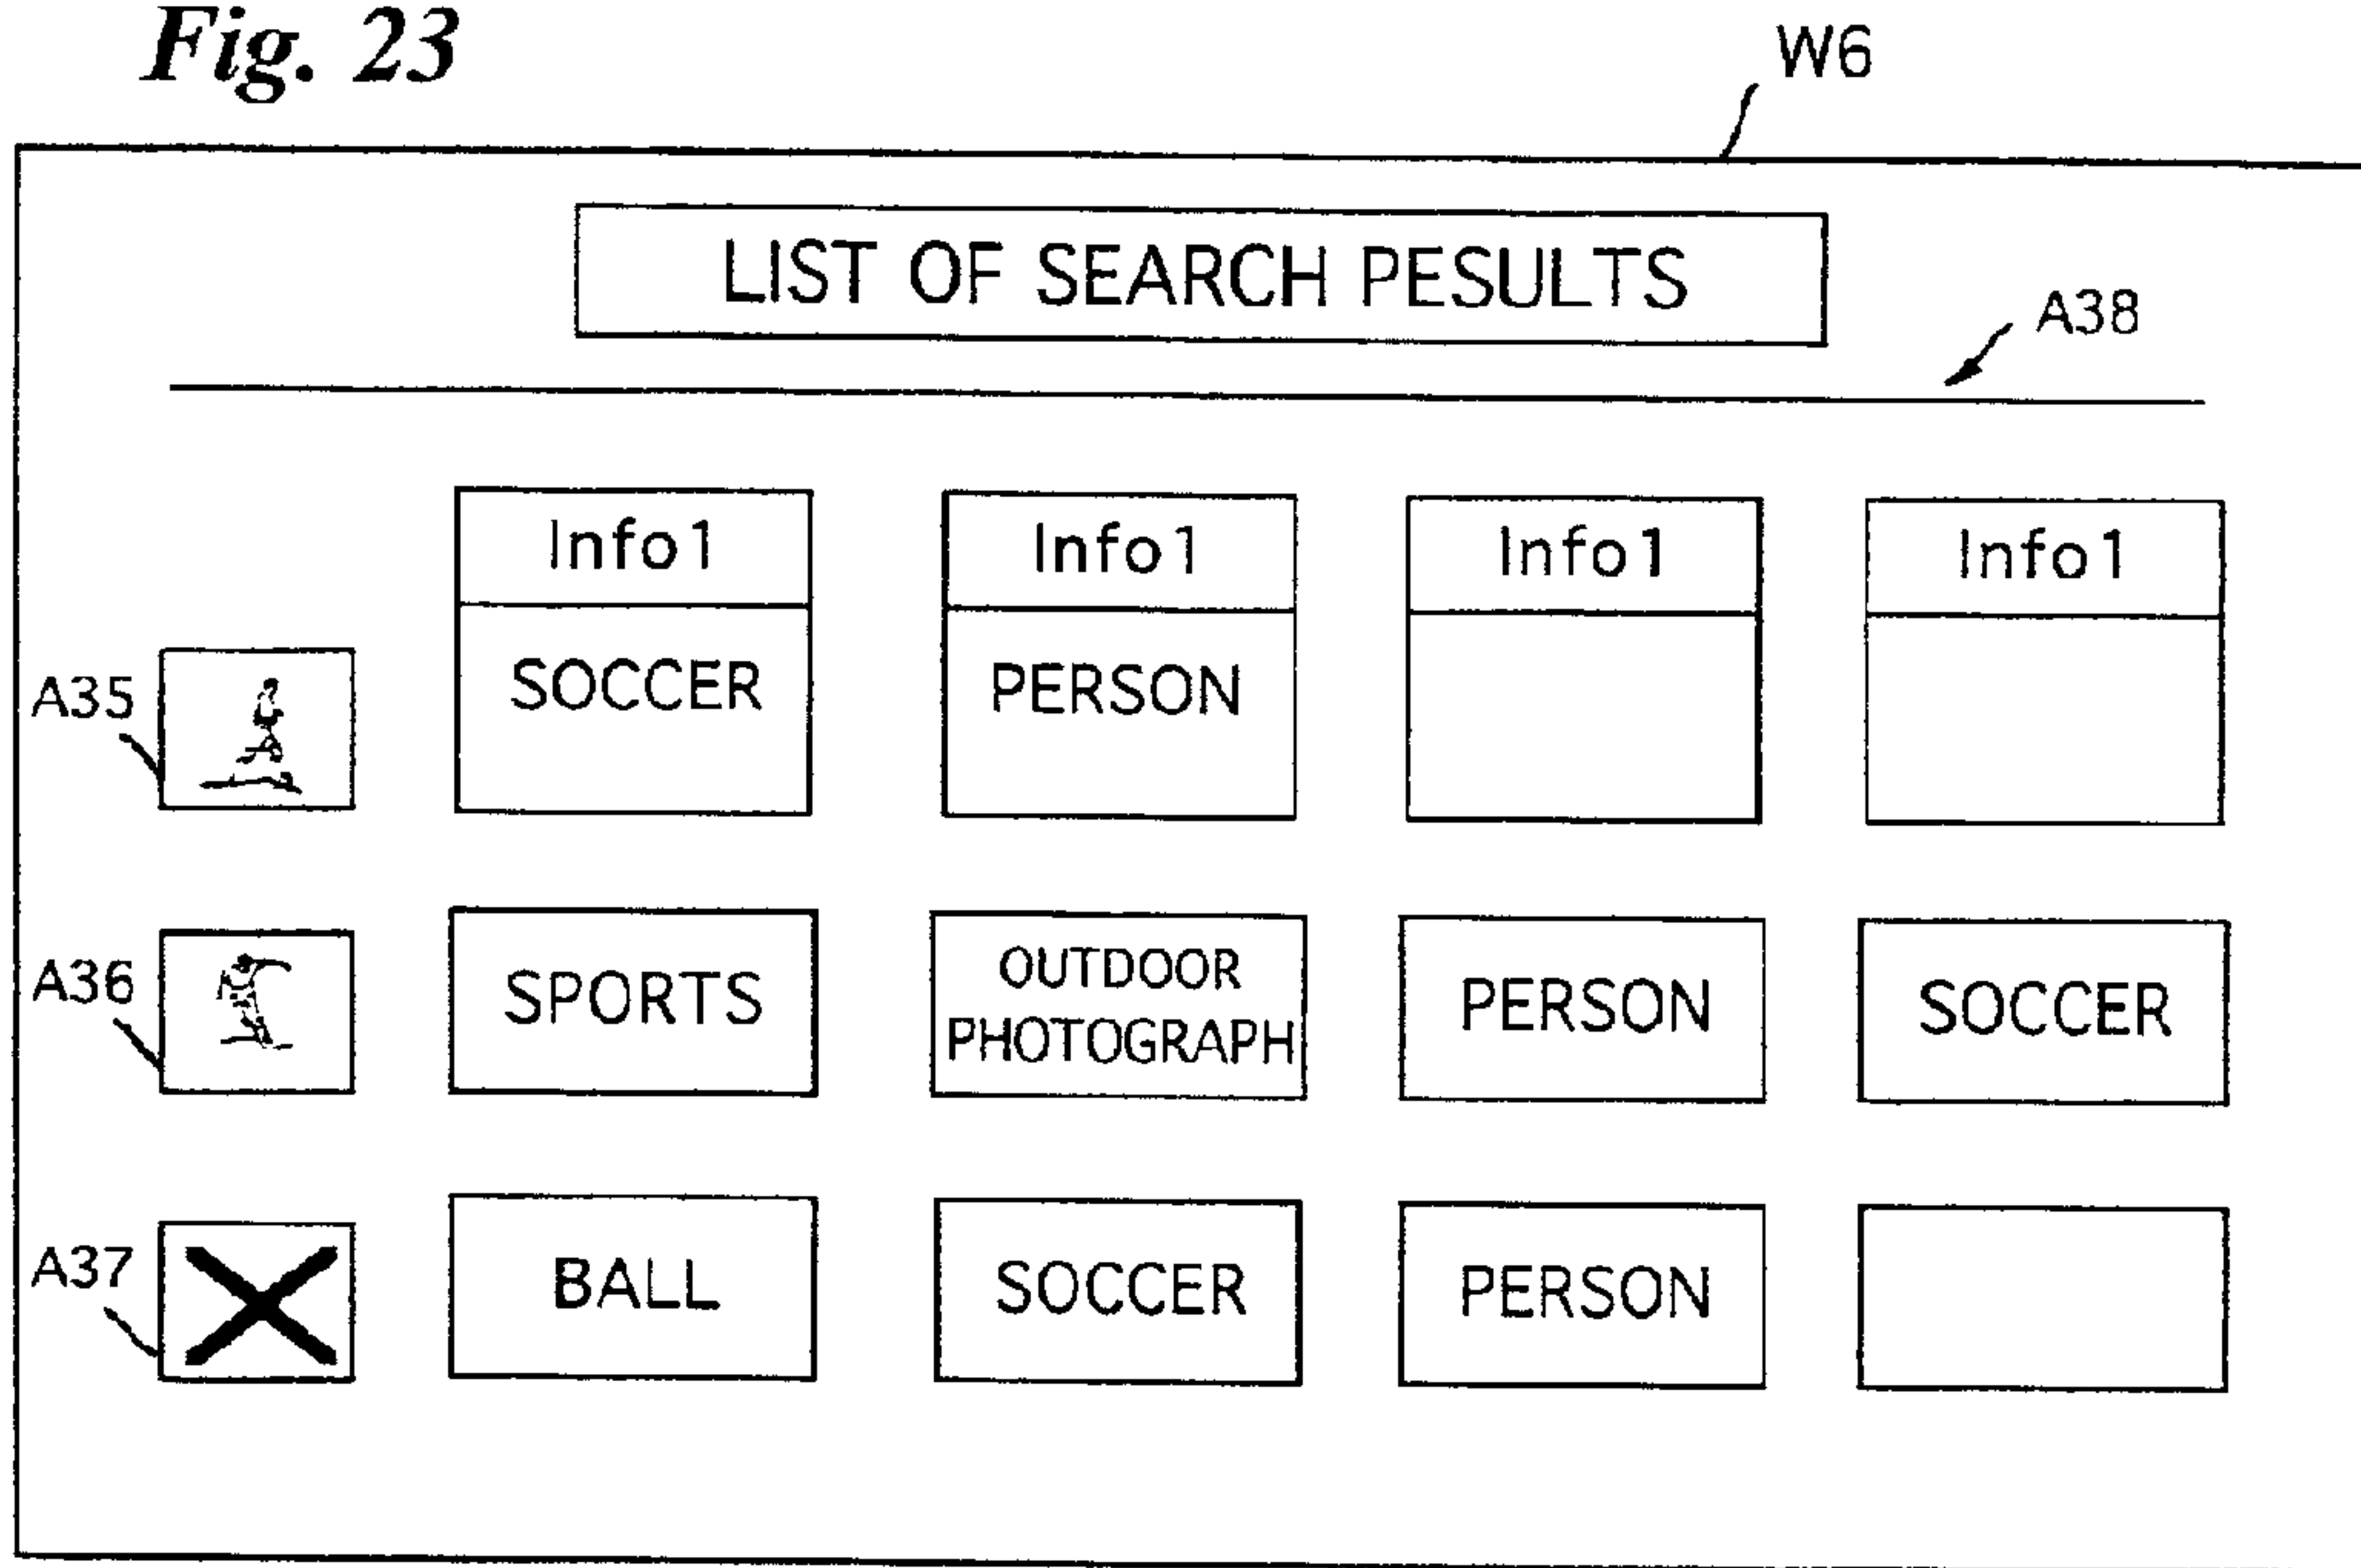 Fig. 23
W6
LIST OF SEARCH PESULTS
A38
Info1 Info1 Info1 Info1
A35 SOCCER PERSON
A36 SPORTS OUTDOOR PHOTOGRAPH PERSON SOCCER
A37 BALL SOCCER PERSON